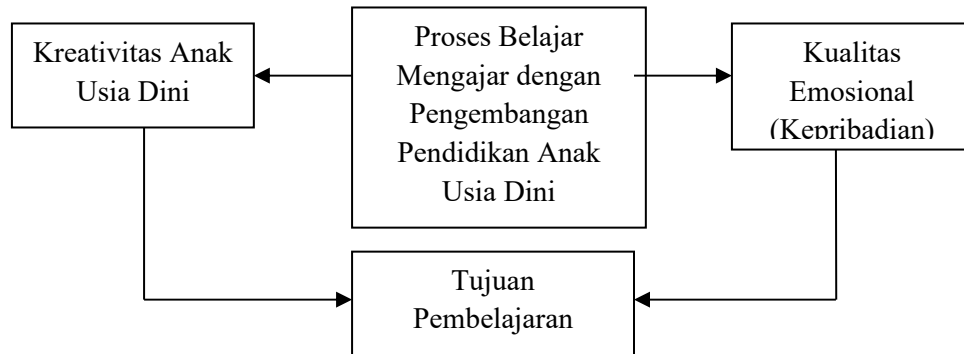 Kreativitas Anak
Usia Dini
Proses Belajar
Mengajar dengan
Pengembangan
Pendidikan Anak
Usia Dini
Kualitas
Emosional
(Kepribadian)
Tujuan
Pembelajaran